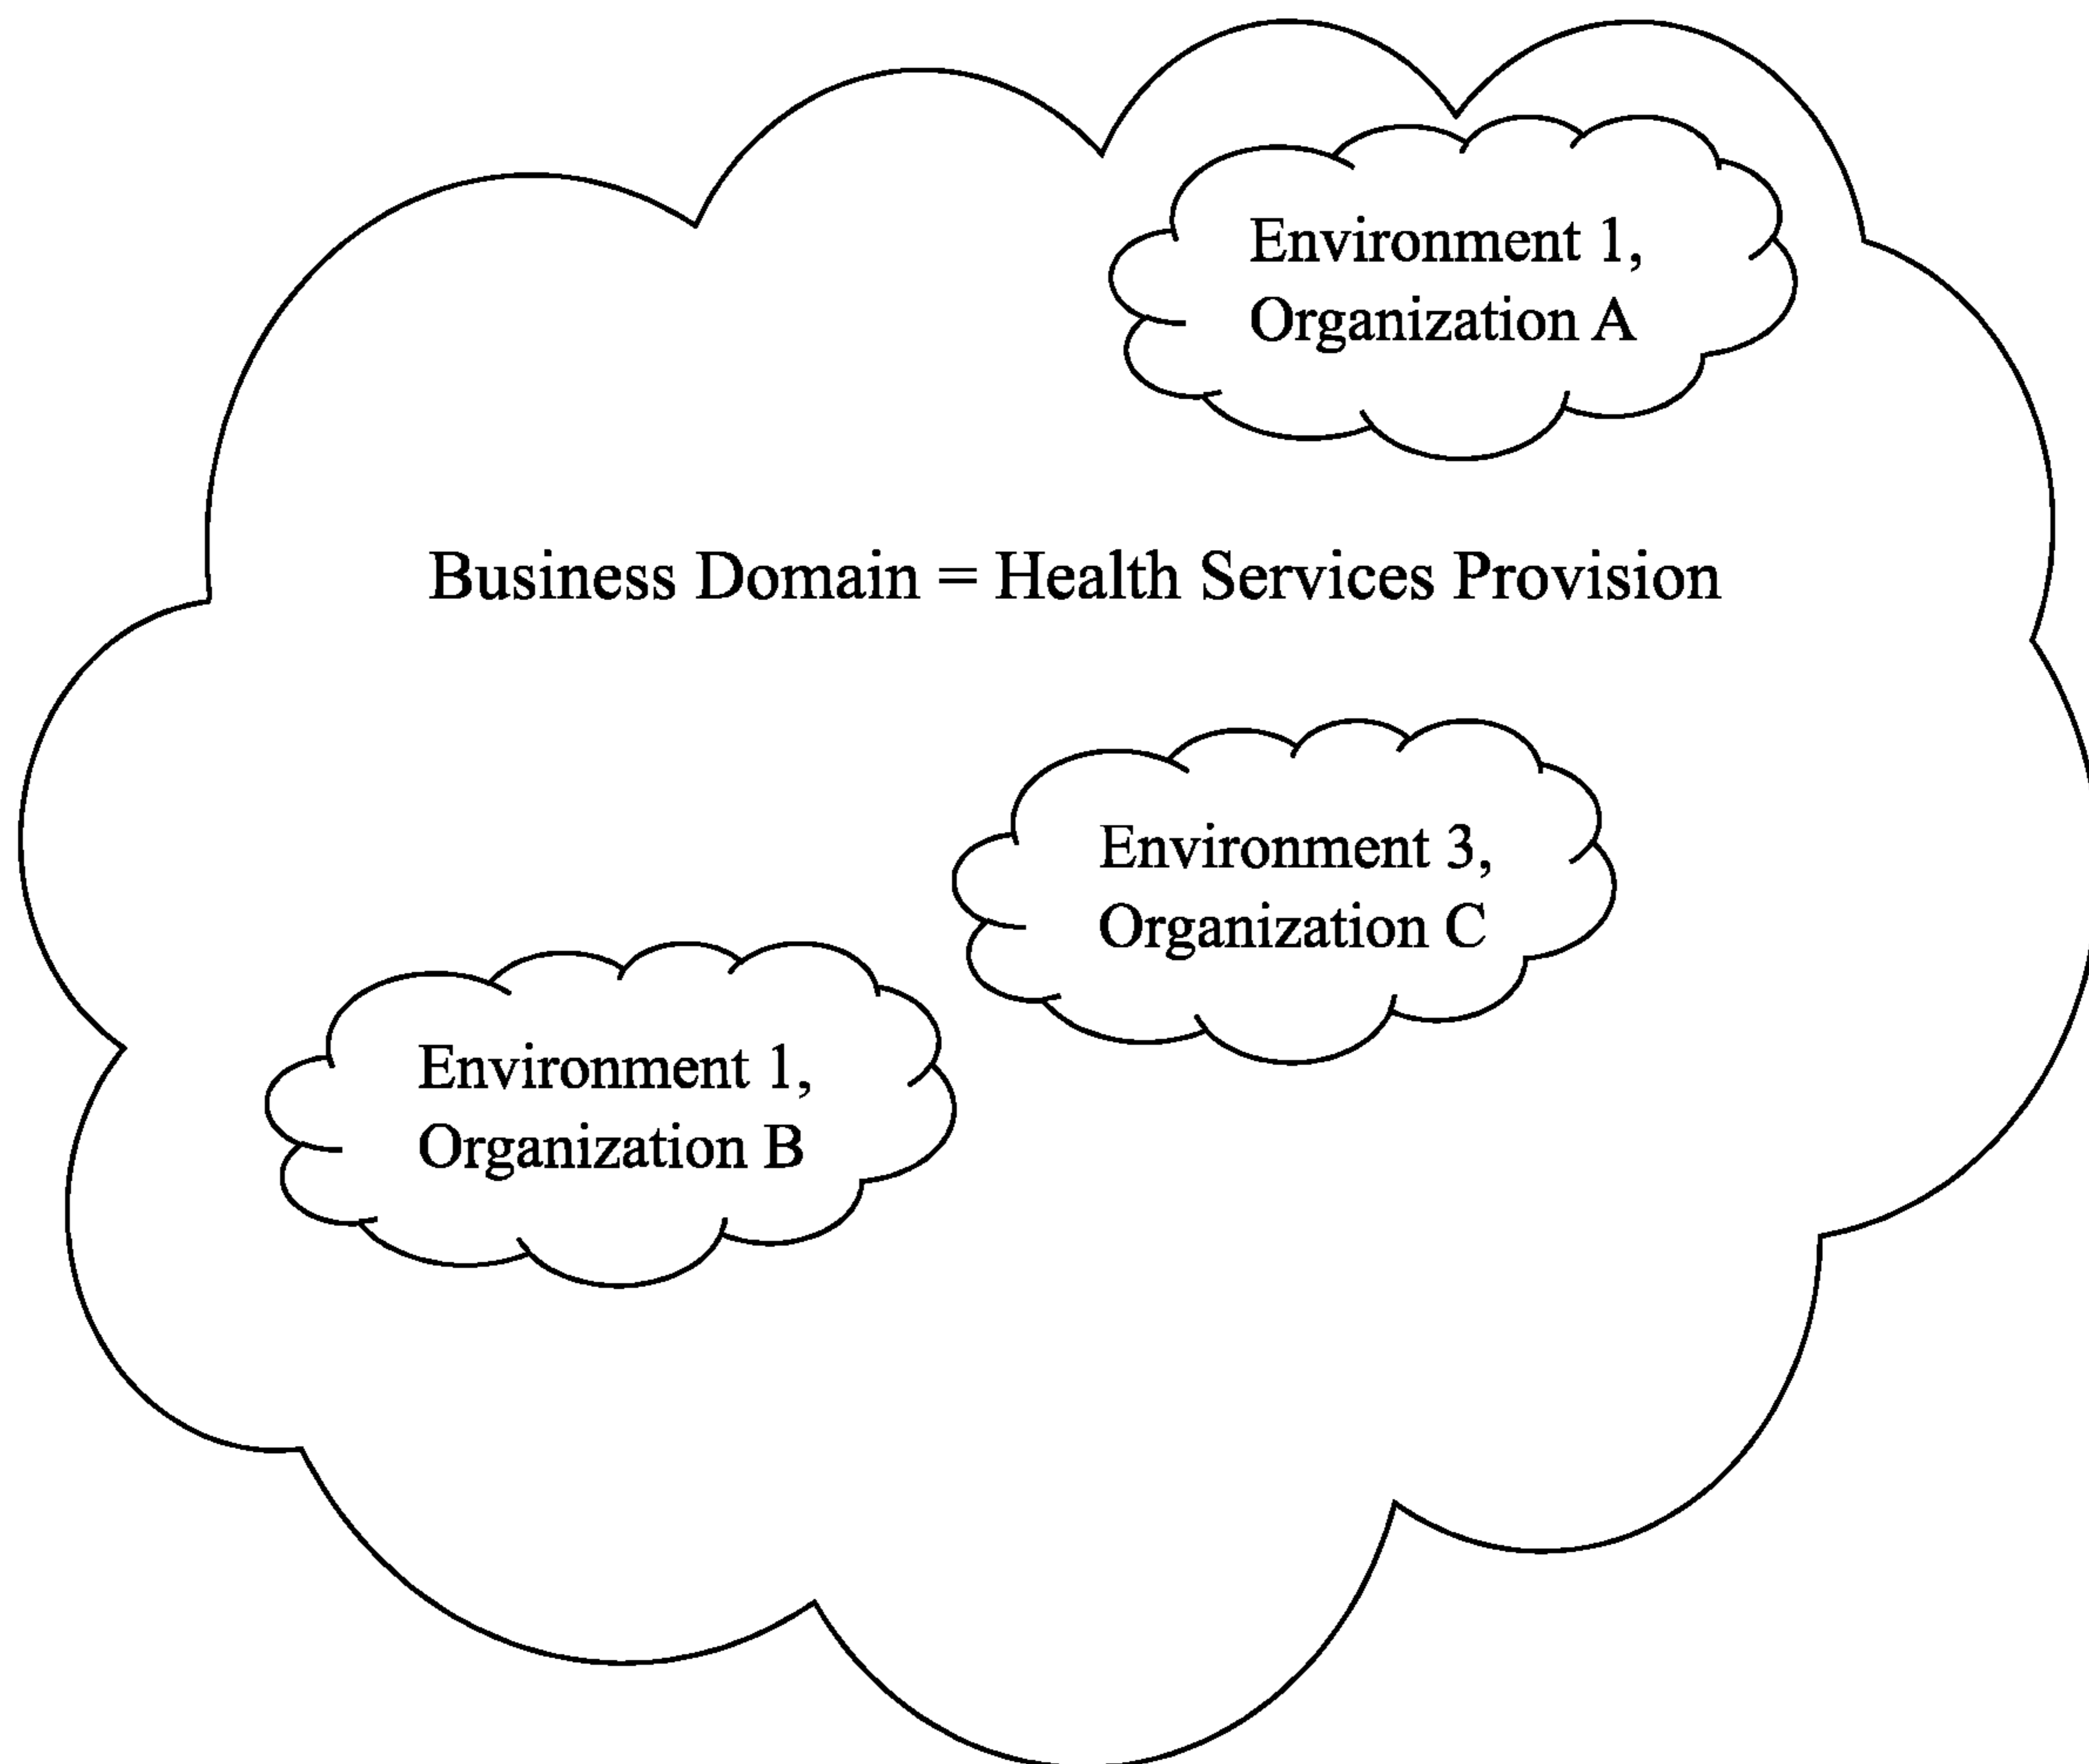 Environment 1,
Organization A
Business Domain = Health Services Provision
Environment 3,
Organization C
Environment 1,
Organization B